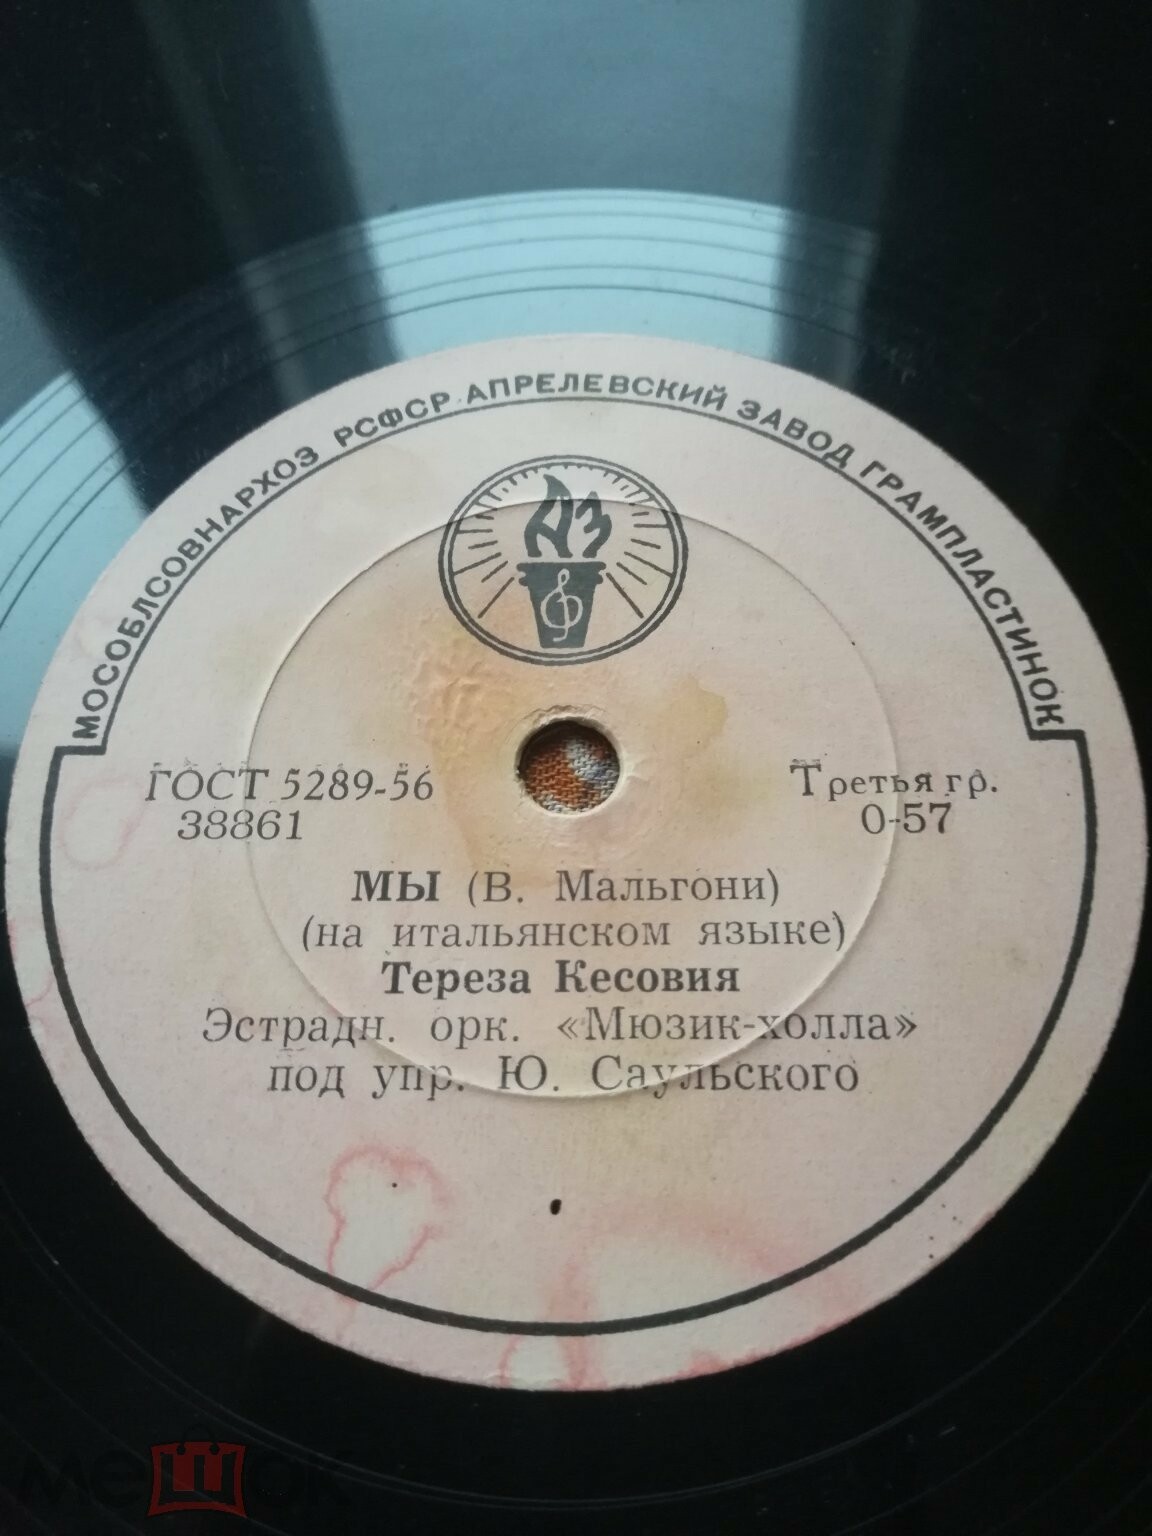 МОСОБЛСОВНАРХОЗ РСФСР. АПРЕЛЕВСКИЙ ЗАВОД ГРАМПЛАСТИНОК
АЗ
ГОСТ 5289-56
38861
Третья гр.
0-57
МЫ (В. Мальгони)
(на итальянском языке)
Тереза Кесовия
Эстрадн. орк. «Мюзик-холла»
под упр. Ю. Саульского
мешок